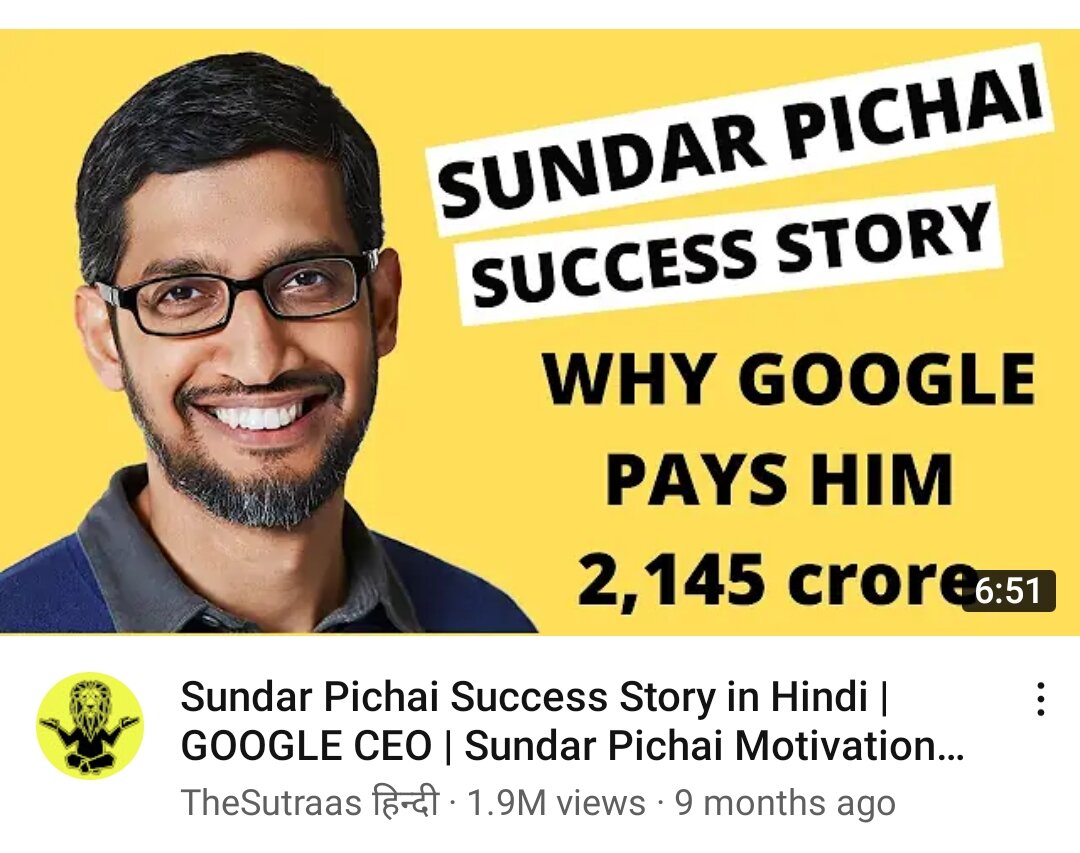 SUNDAR PICHAI
SUCCESS STORY
WHY GOOGLE
PAYS HIM
2,145 crore
6:51
Sundar Pichai Success Story in Hindi |
GOOGLE CEO | Sundar Pichai Motivation...
TheSutraas हिन्दी · 1.9M views · 9 months ago